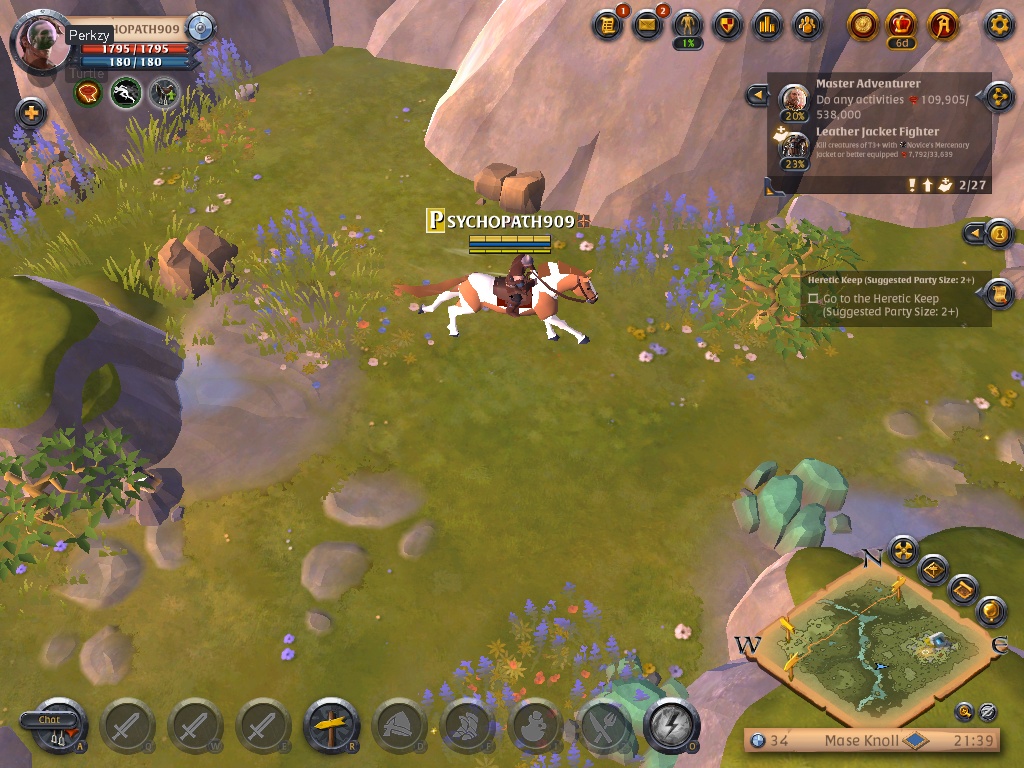 Perkzy
HOPATH909
1795 / 1795
180 / 180
Turtle
1
2
1%
6d
Master Adventurer
Do any activities 109,905/
538,000
20%
Leather Jacket Fighter
Kill creatures of T3+ with Novice's Mercenary
Jacket or better equipped 7,792/33,639
23%
2/27
PSYCHOPATH909
Heretic Keep (Suggested Party Size: 2+)
Go to the Heretic Keep
(Suggested Party Size: 2+)
N
W
E
Chat
A
Q
W
E
R
D
F
O
34
Mase Knoll
21:39